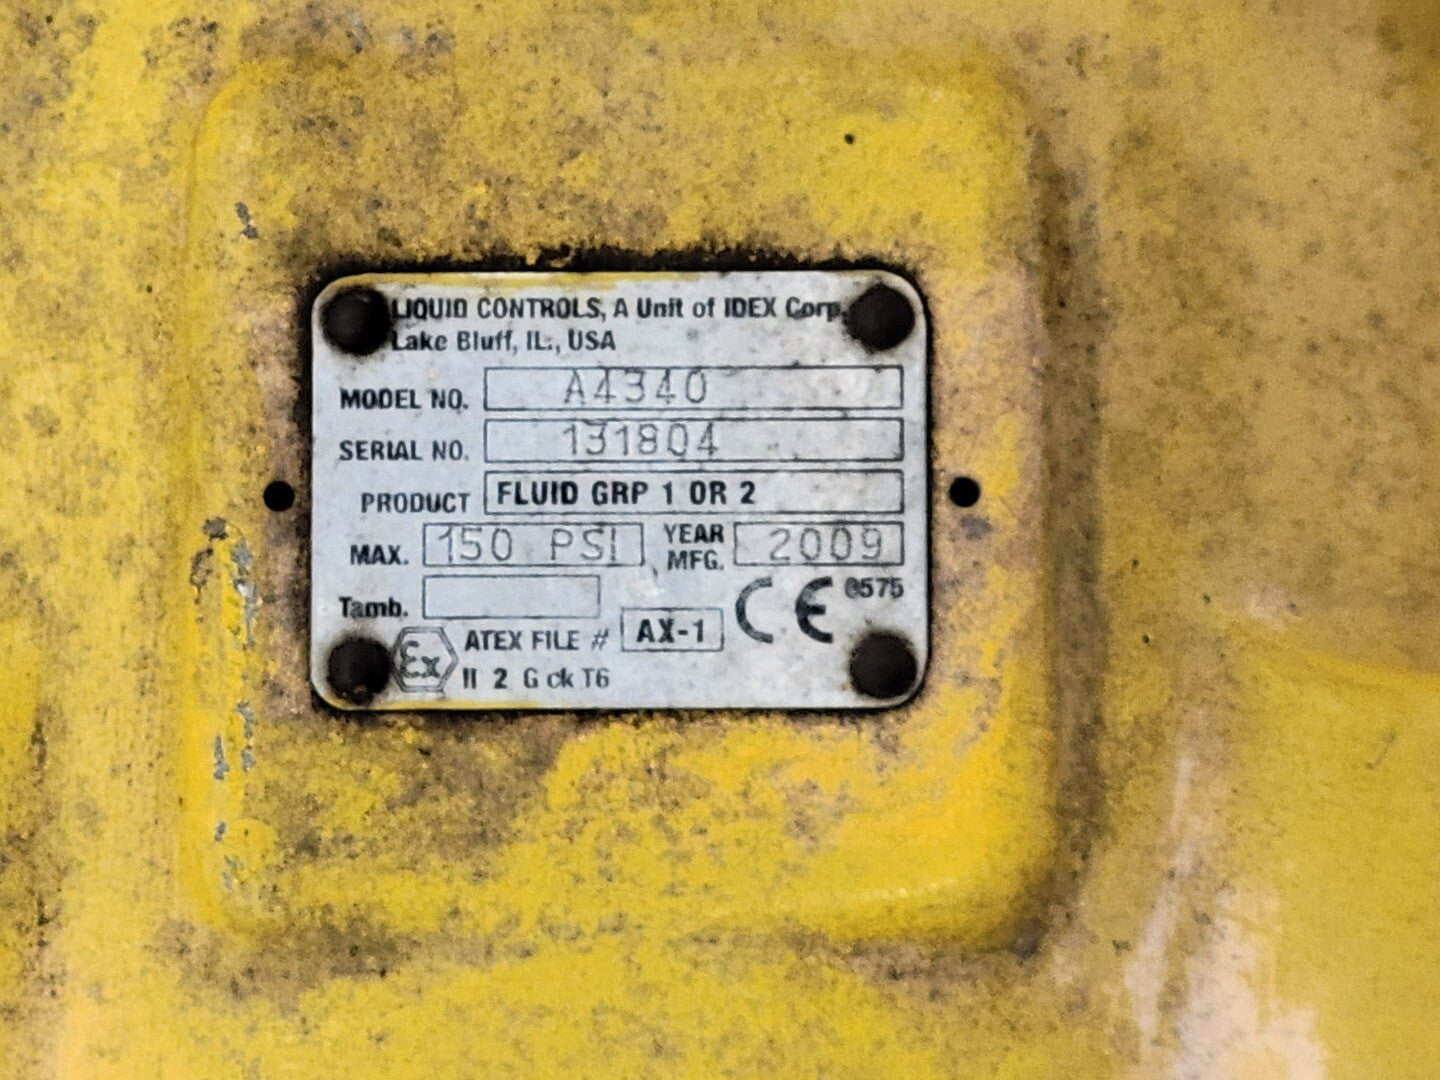 LIQUID CONTROLS, A Unit of IDEX Corp.
Lake Bluff, IL., USA
MODEL NO. A4340
SERIAL NO. 131804
PRODUCT FLUID GRP 1 OR 2
MAX. 150 PSI YEAR MFG. 2009
Tamb.
CE 0575
Ex ATEX FILE # AX-1
II 2 G ck T6